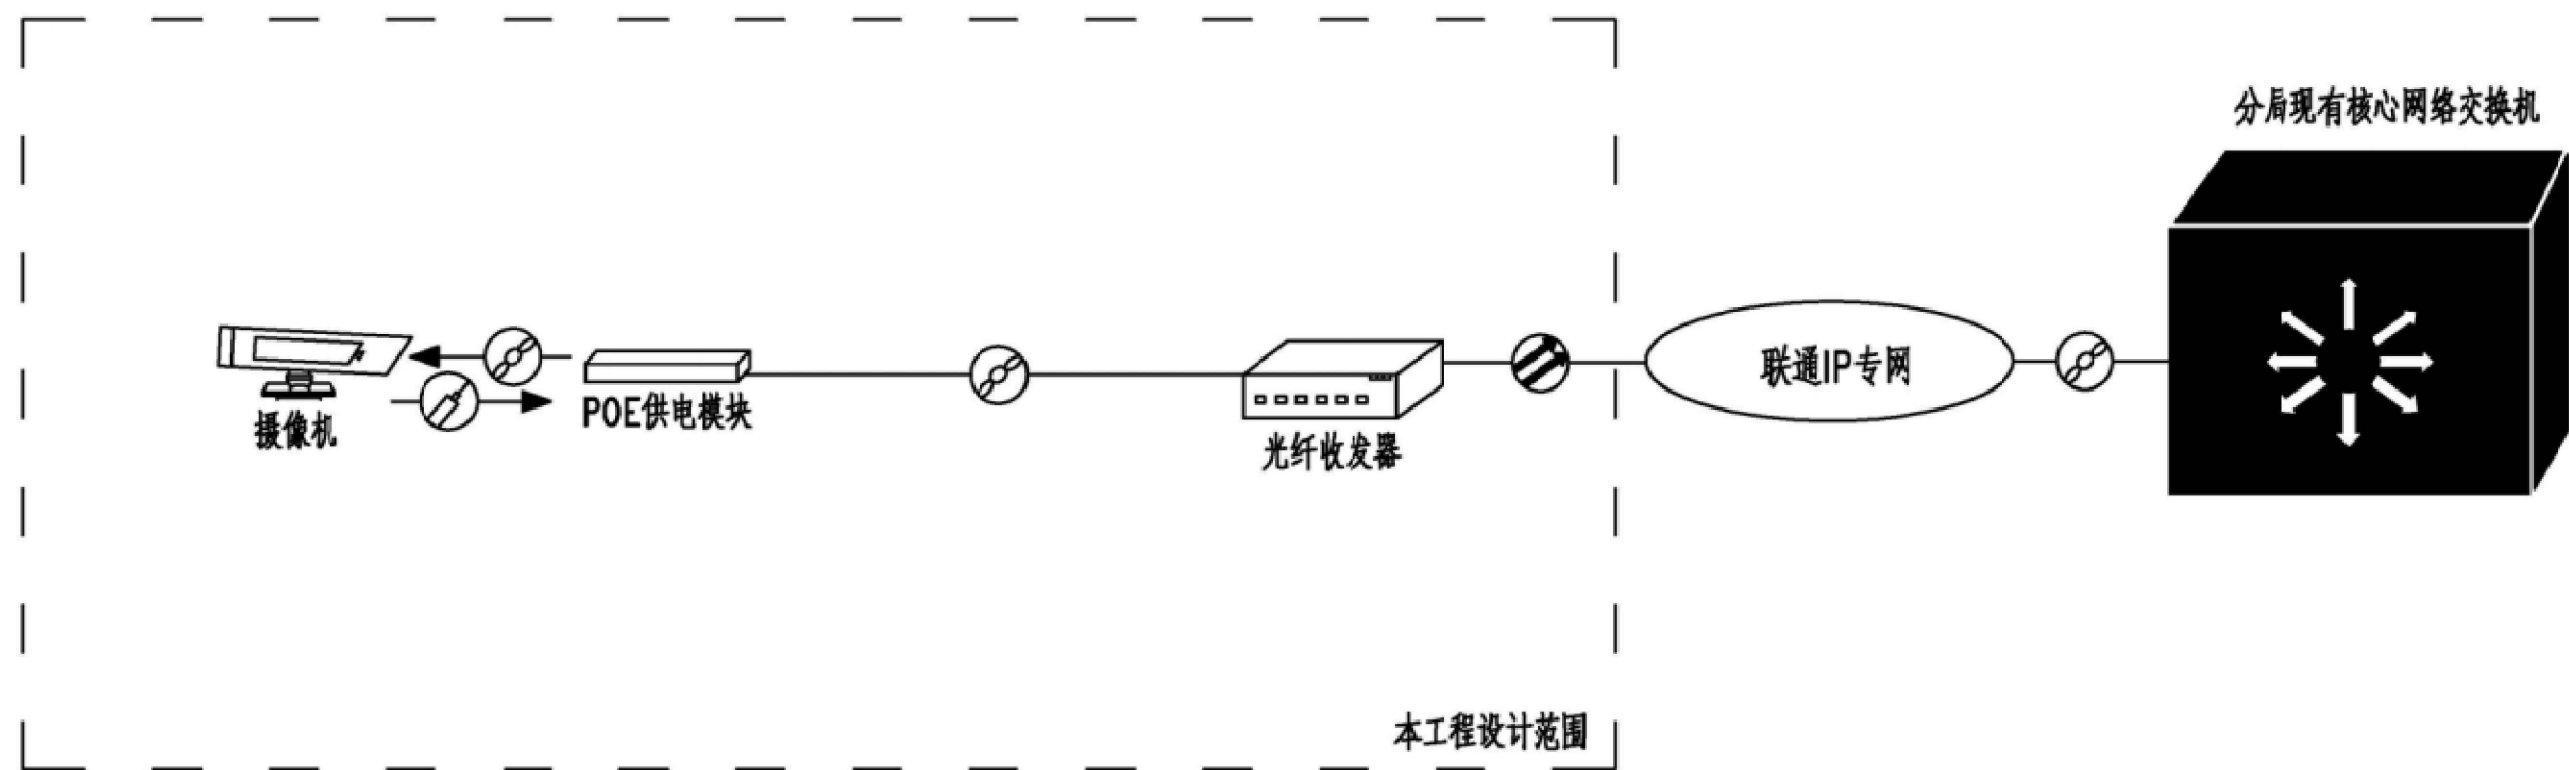 分局现有核心网络交换机
联通IP专网
摄像机
POE供电模块
光纤收发器
本工程设计范围